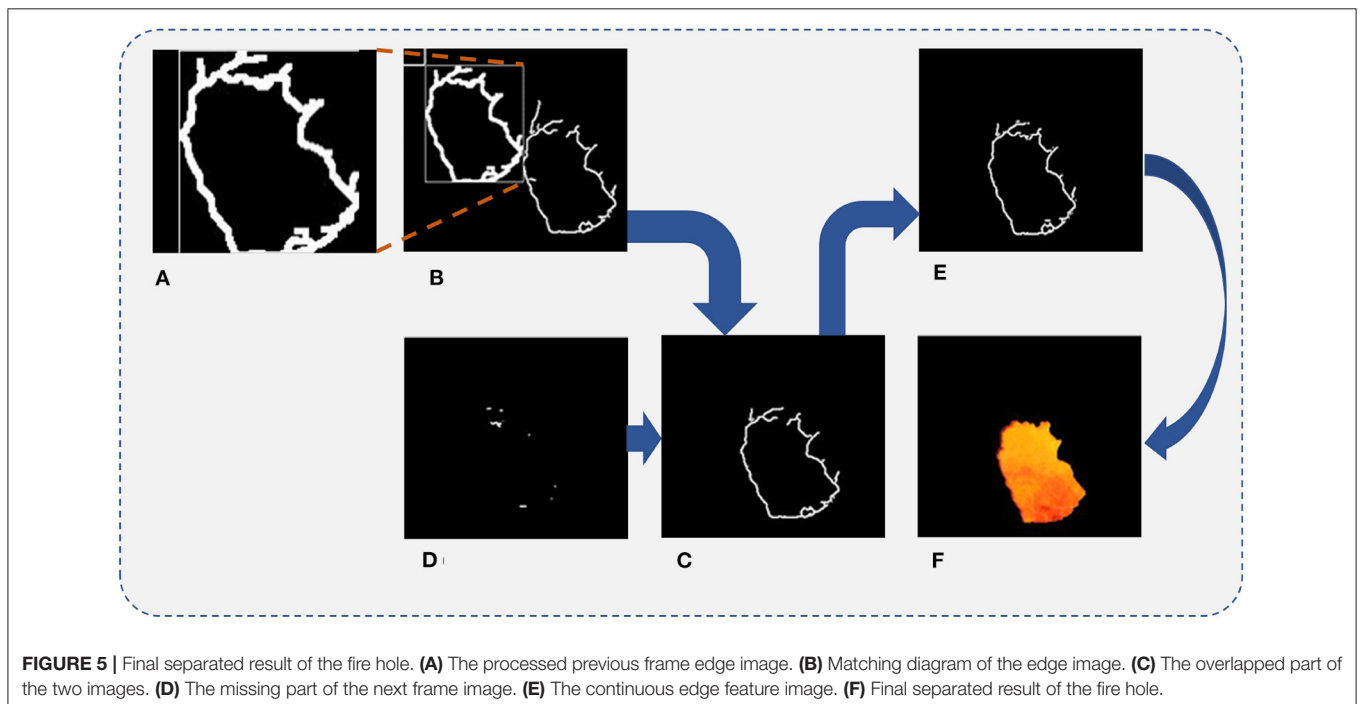 A
B
E
D
C
F
FIGURE 5 | Final separated result of the fire hole. (A) The processed previous frame edge image. (B) Matching diagram of the edge image. (C) The overlapped part of
the two images. (D) The missing part of the next frame image. (E) The continuous edge feature image. (F) Final separated result of the fire hole.